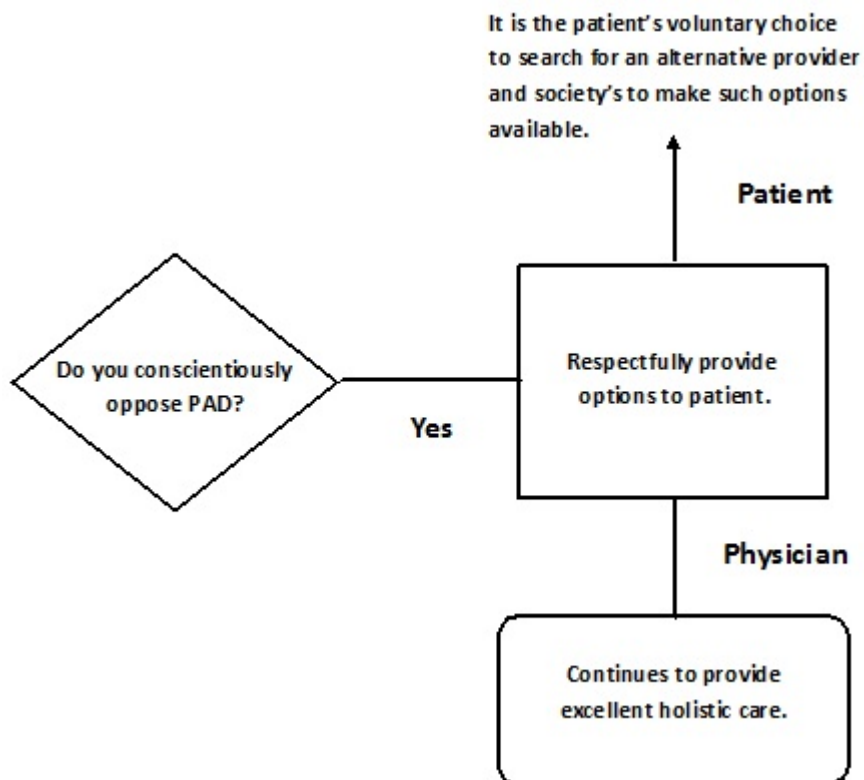 It is the patient's voluntary choice
to search for an alternative provider
and society's to make such options
available.
Patient
Do you conscientiously
oppose PAD?
Yes
Respectfully provide
options to patient.
Physician
Continues to provide
excellent holistic care.